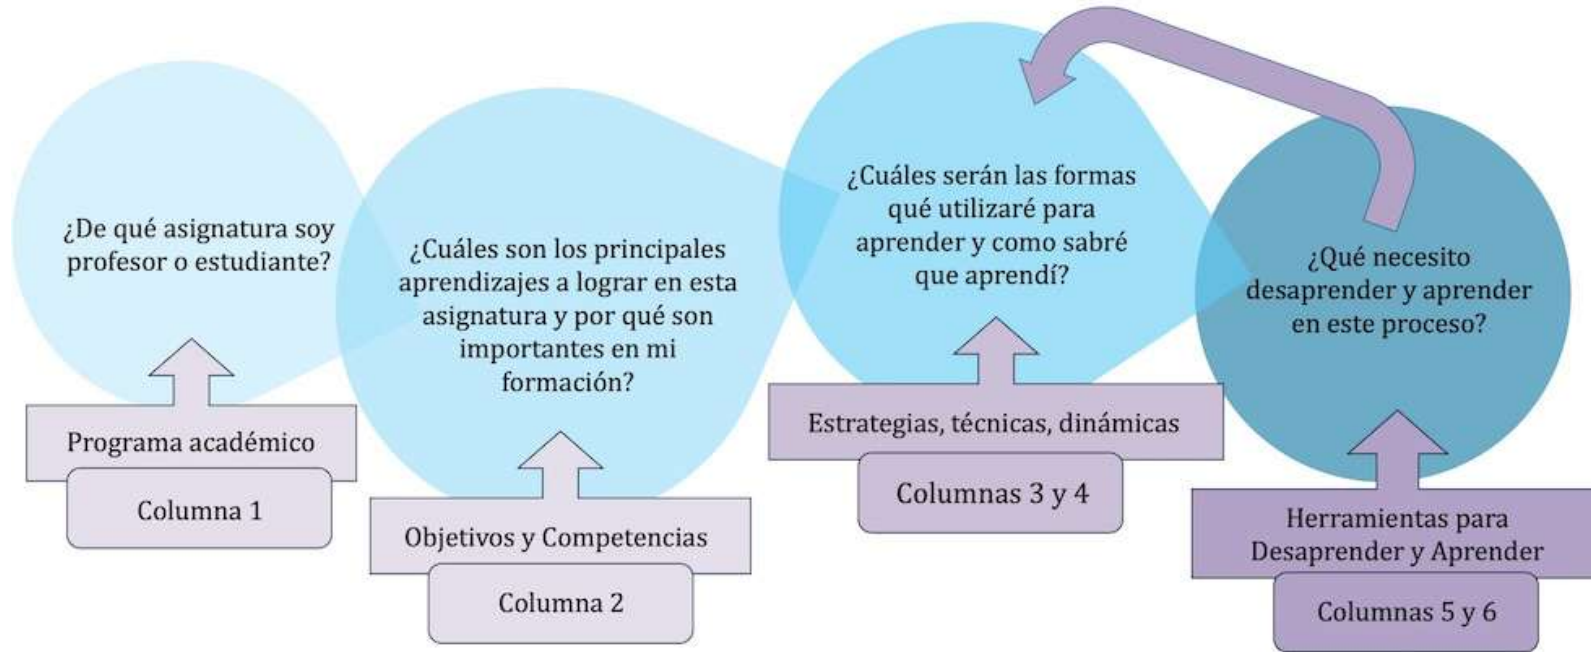 ¿De qué asignatura soy
profesor o estudiante?
Programa académico
Columna 1
¿Cuáles son los principales
aprendizajes a lograr en esta
asignatura y por qué son
importantes en mi
formación?
Objetivos y Competencias
Columna 2
¿Cuáles serán las formas
qué utilizaré para
aprender y como sabré
que aprendí?
Estrategias, técnicas, dinámicas
Columnas 3 y 4
¿Qué necesito
desaprender y aprender
en este proceso?
Herramientas para
Desaprender y Aprender
Columnas 5 y 6